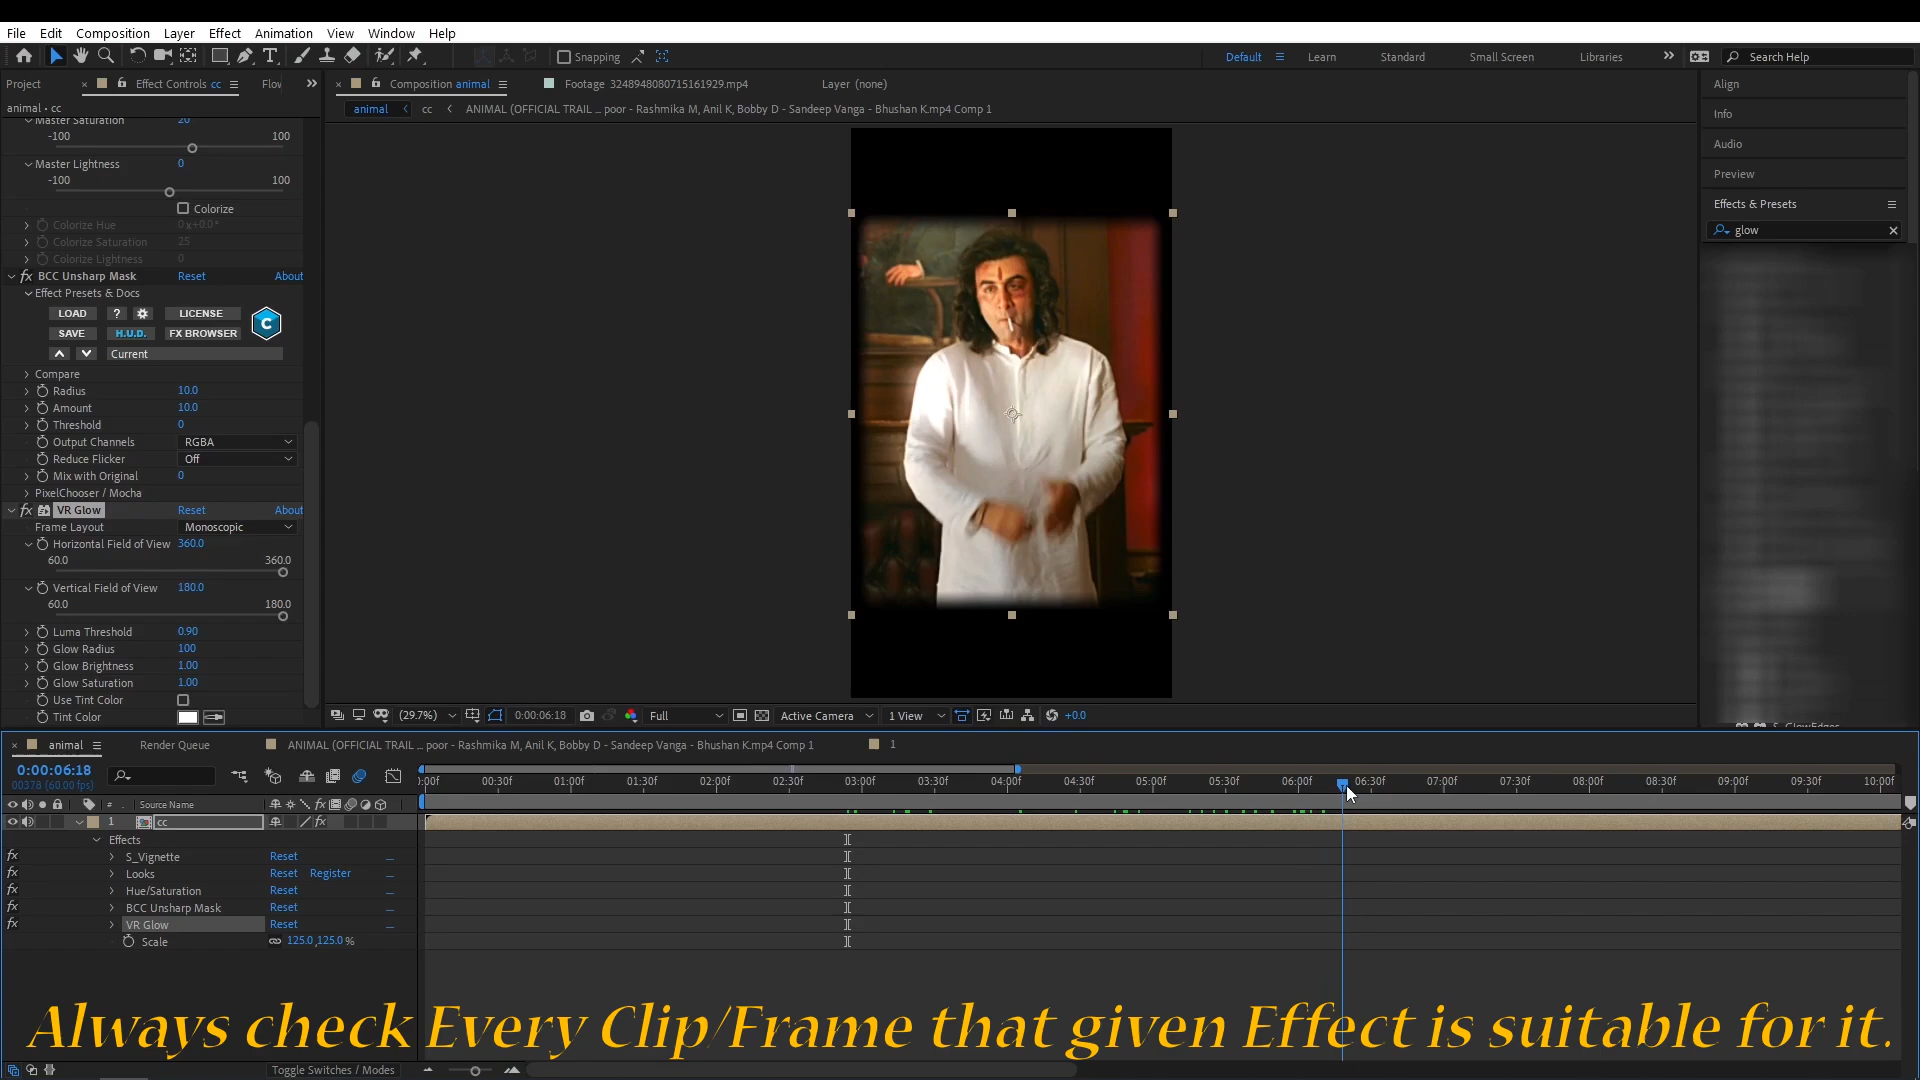 File Edit Composition Layer Effect Animation View Window Help
Snapping Default Learn Standard Small Screen Libraries Search Help
Project Effect Controls cc Flov
Composition animal Footage 3248948080715161929.mp4 Layer (none)
animal • cc
animal cc ANIMAL (OFFICIAL TRAIL ... poor - Rashmika M, Anil K, Bobby D - Sandeep Vanga - Bhushan K.mp4 Comp 1
Master Saturation 20
-100 100
Master Lightness 0
-100 100
Colorize
Colorize Hue 0x+0.0°
Colorize Saturation 25
Colorize Lightness 0
BCC Unsharp Mask Reset About
Effect Presets & Docs
LOAD ? LICENSE
SAVE H.U.D. FX BROWSER
C
Current
Compare
Radius 10.0
Amount 10.0
Threshold 0
Output Channels RGBA
Reduce Flicker Off
Mix with Original 0
PixelChooser / Mocha
VR Glow Reset About
Frame Layout Monoscopic
Horizontal Field of View 360.0
60.0 360.0
Vertical Field of View 180.0
60.0 180.0
Luma Threshold 0.90
Glow Radius 100
Glow Brightness 1.00
Glow Saturation 1.00
Use Tint Color
Tint Color
Align
Info
Audio
Preview
Effects & Presets
glow
S_GlowEdges
(29.7%) 0:00:06:18 Full Active Camera 1 View +0.0
animal Render Queue ANIMAL (OFFICIAL TRAIL ... poor - Rashmika M, Anil K, Bobby D - Sandeep Vanga - Bhushan K.mp4 Comp 1 1
0:00:06:18
00378 (60.00 fps)
:00f 00:30f 01:00f 01:30f 02:00f 02:30f 03:00f 03:30f 04:00f 04:30f 05:00f 05:30f 06:00f 06:30f 07:00f 07:30f 08:00f 08:30f 09:00f 09:30f 10:00f
# Source Name
1 cc
Effects
S_Vignette Reset
Looks Reset Register
Hue/Saturation Reset
BCC Unsharp Mask Reset
VR Glow Reset
Scale 125.0,125.0%
Always check Every Clip/Frame that given Effect is suitable for it.
Toggle Switches / Modes